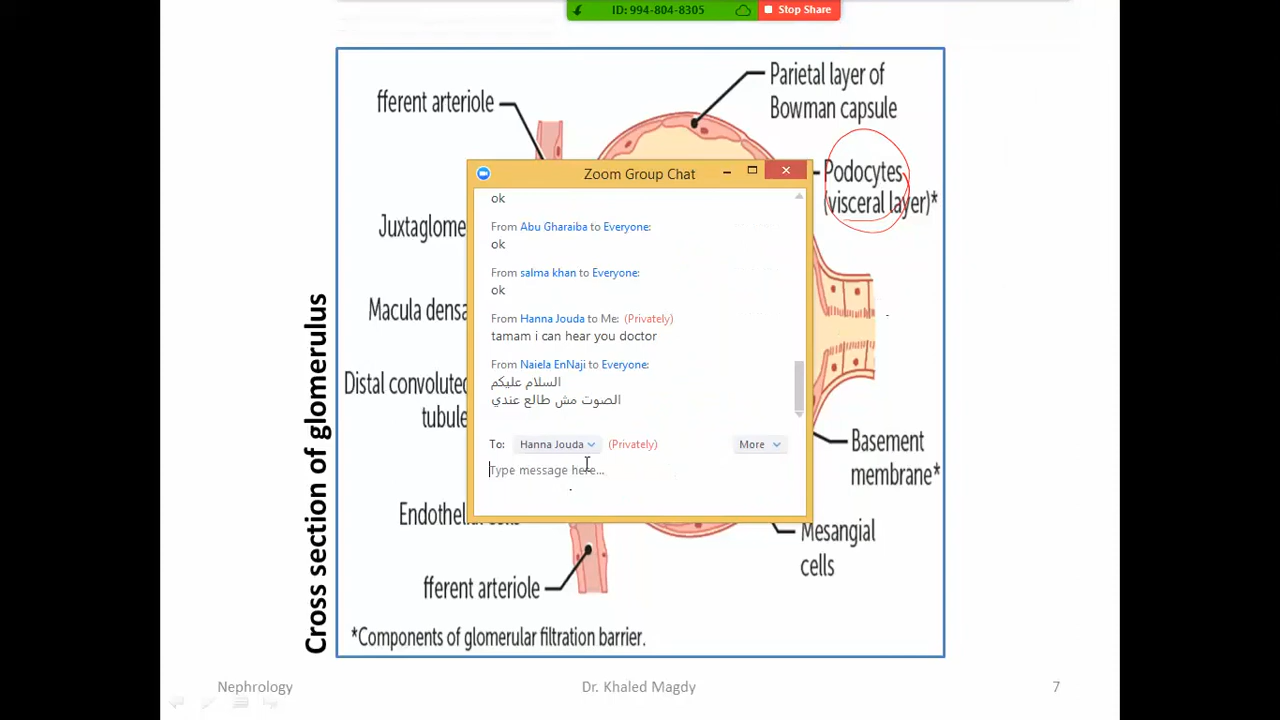 ID: 994-804-8305
Stop Share
fferent arteriole
Parietal layer of
Bowman capsule
Podocytes
(visceral layer)*
Juxtaglome
Macula densa
Distal convoluted
tubule
Endotheli
fferent arteriole
Basement
membrane*
Mesangial
cells
*Components of glomerular filtration barrier.
Cross section of glomerulus
Zoom Group Chat
ok
From Abu Gharaiba to Everyone:
ok
From salma khan to Everyone:
ok
From Hanna Jouda to Me: (Privately)
tamam i can hear you doctor
From Naiela EnNaji to Everyone:
السلام عليكم
الصوت مش طالع عندي
To: Hanna Jouda (Privately) More
Type message here...
Nephrology
Dr. Khaled Magdy
7